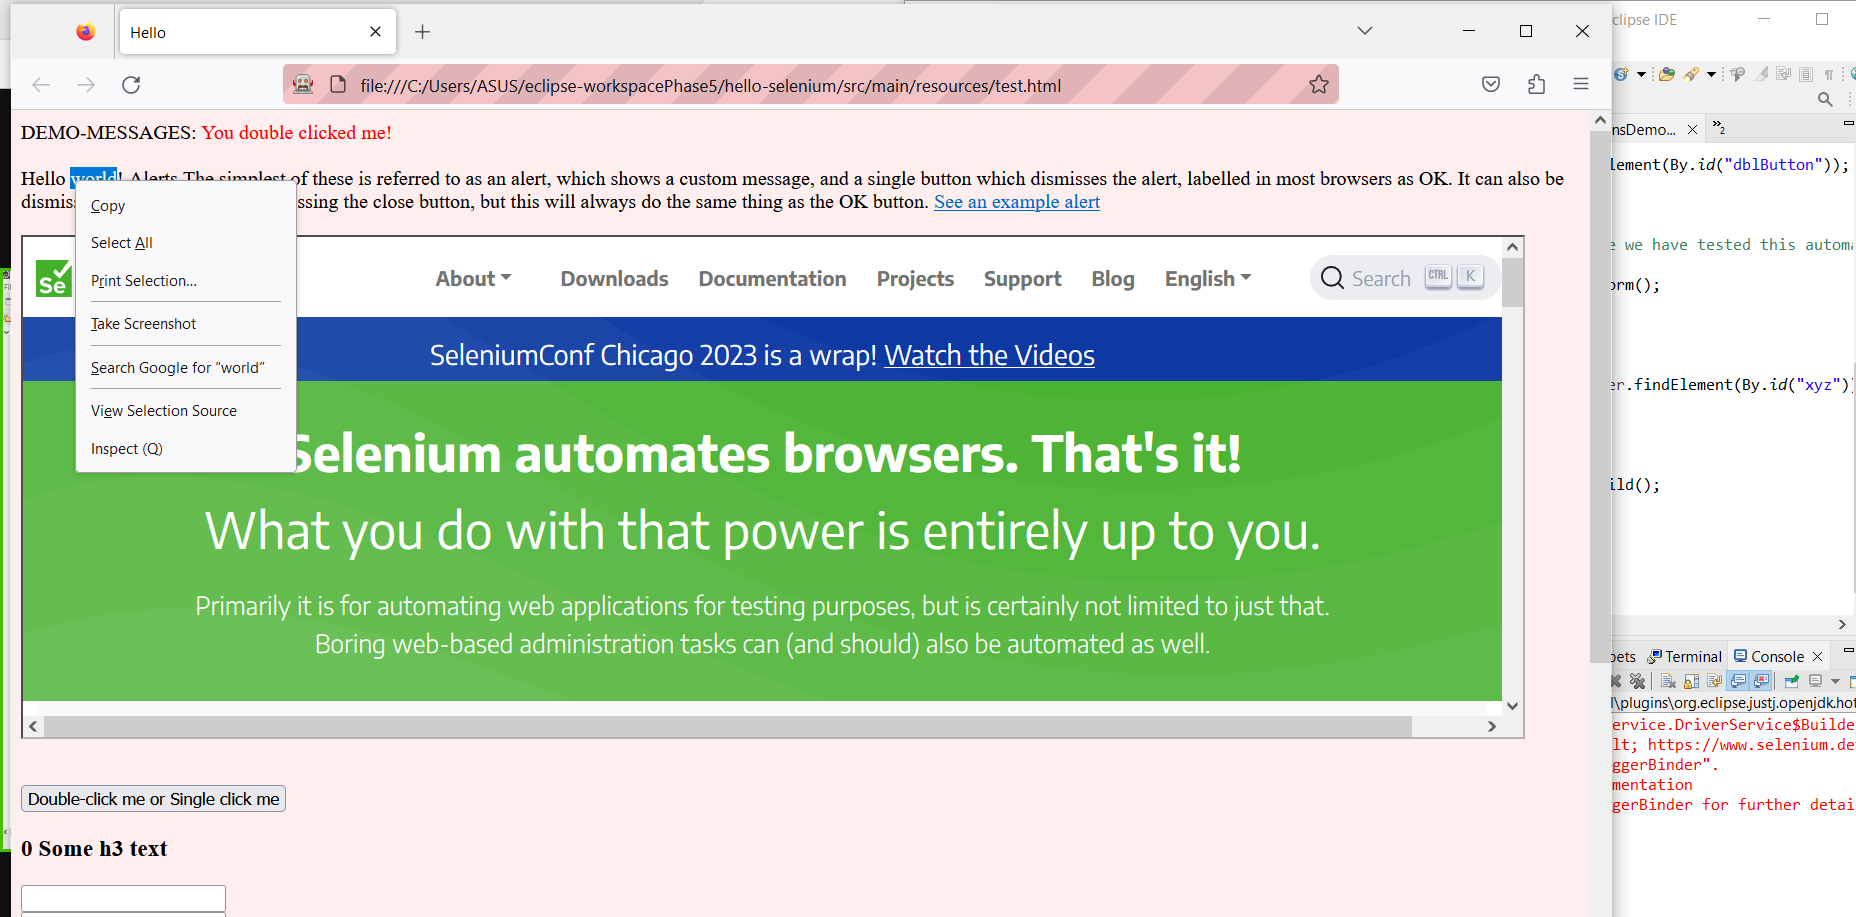 Hello
file:///C:/Users/ASUS/eclipse-workspacePhase5/hello-selenium/src/main/resources/test.html
DEMO-MESSAGES: You double clicked me!
Hello world! Alerts The simplest of these is referred to as an alert, which shows a custom message, and a single button which dismisses the alert, labelled in most browsers as OK. It can also be
dismiss ssing the close button, but this will always do the same thing as the OK button. See an example alert
Copy
Select All
Print Selection...
Take Screenshot
Search Google for “world”
View Selection Source
Inspect (Q)
Se
About Downloads Documentation Projects Support Blog English Search CTRL K
SeleniumConf Chicago 2023 is a wrap! Watch the Videos
Selenium automates browsers. That's it!
What you do with that power is entirely up to you.
Primarily it is for automating web applications for testing purposes, but is certainly not limited to just that.
Boring web-based administration tasks can (and should) also be automated as well.
Double-click me or Single click me
0 Some h3 text
clipse IDE
nsDemo... 2
lement(By.id("dblButton"));
e we have tested this autom
orm();
er.findElement(By.id("xyz")
ild();
pets Terminal Console
\plugins\org.eclipse.justj.openjdk.hot
ervice.DriverService$Builde
lt; https://www.selenium.de
ggerBinder".
mentation
gerBinder for further detai